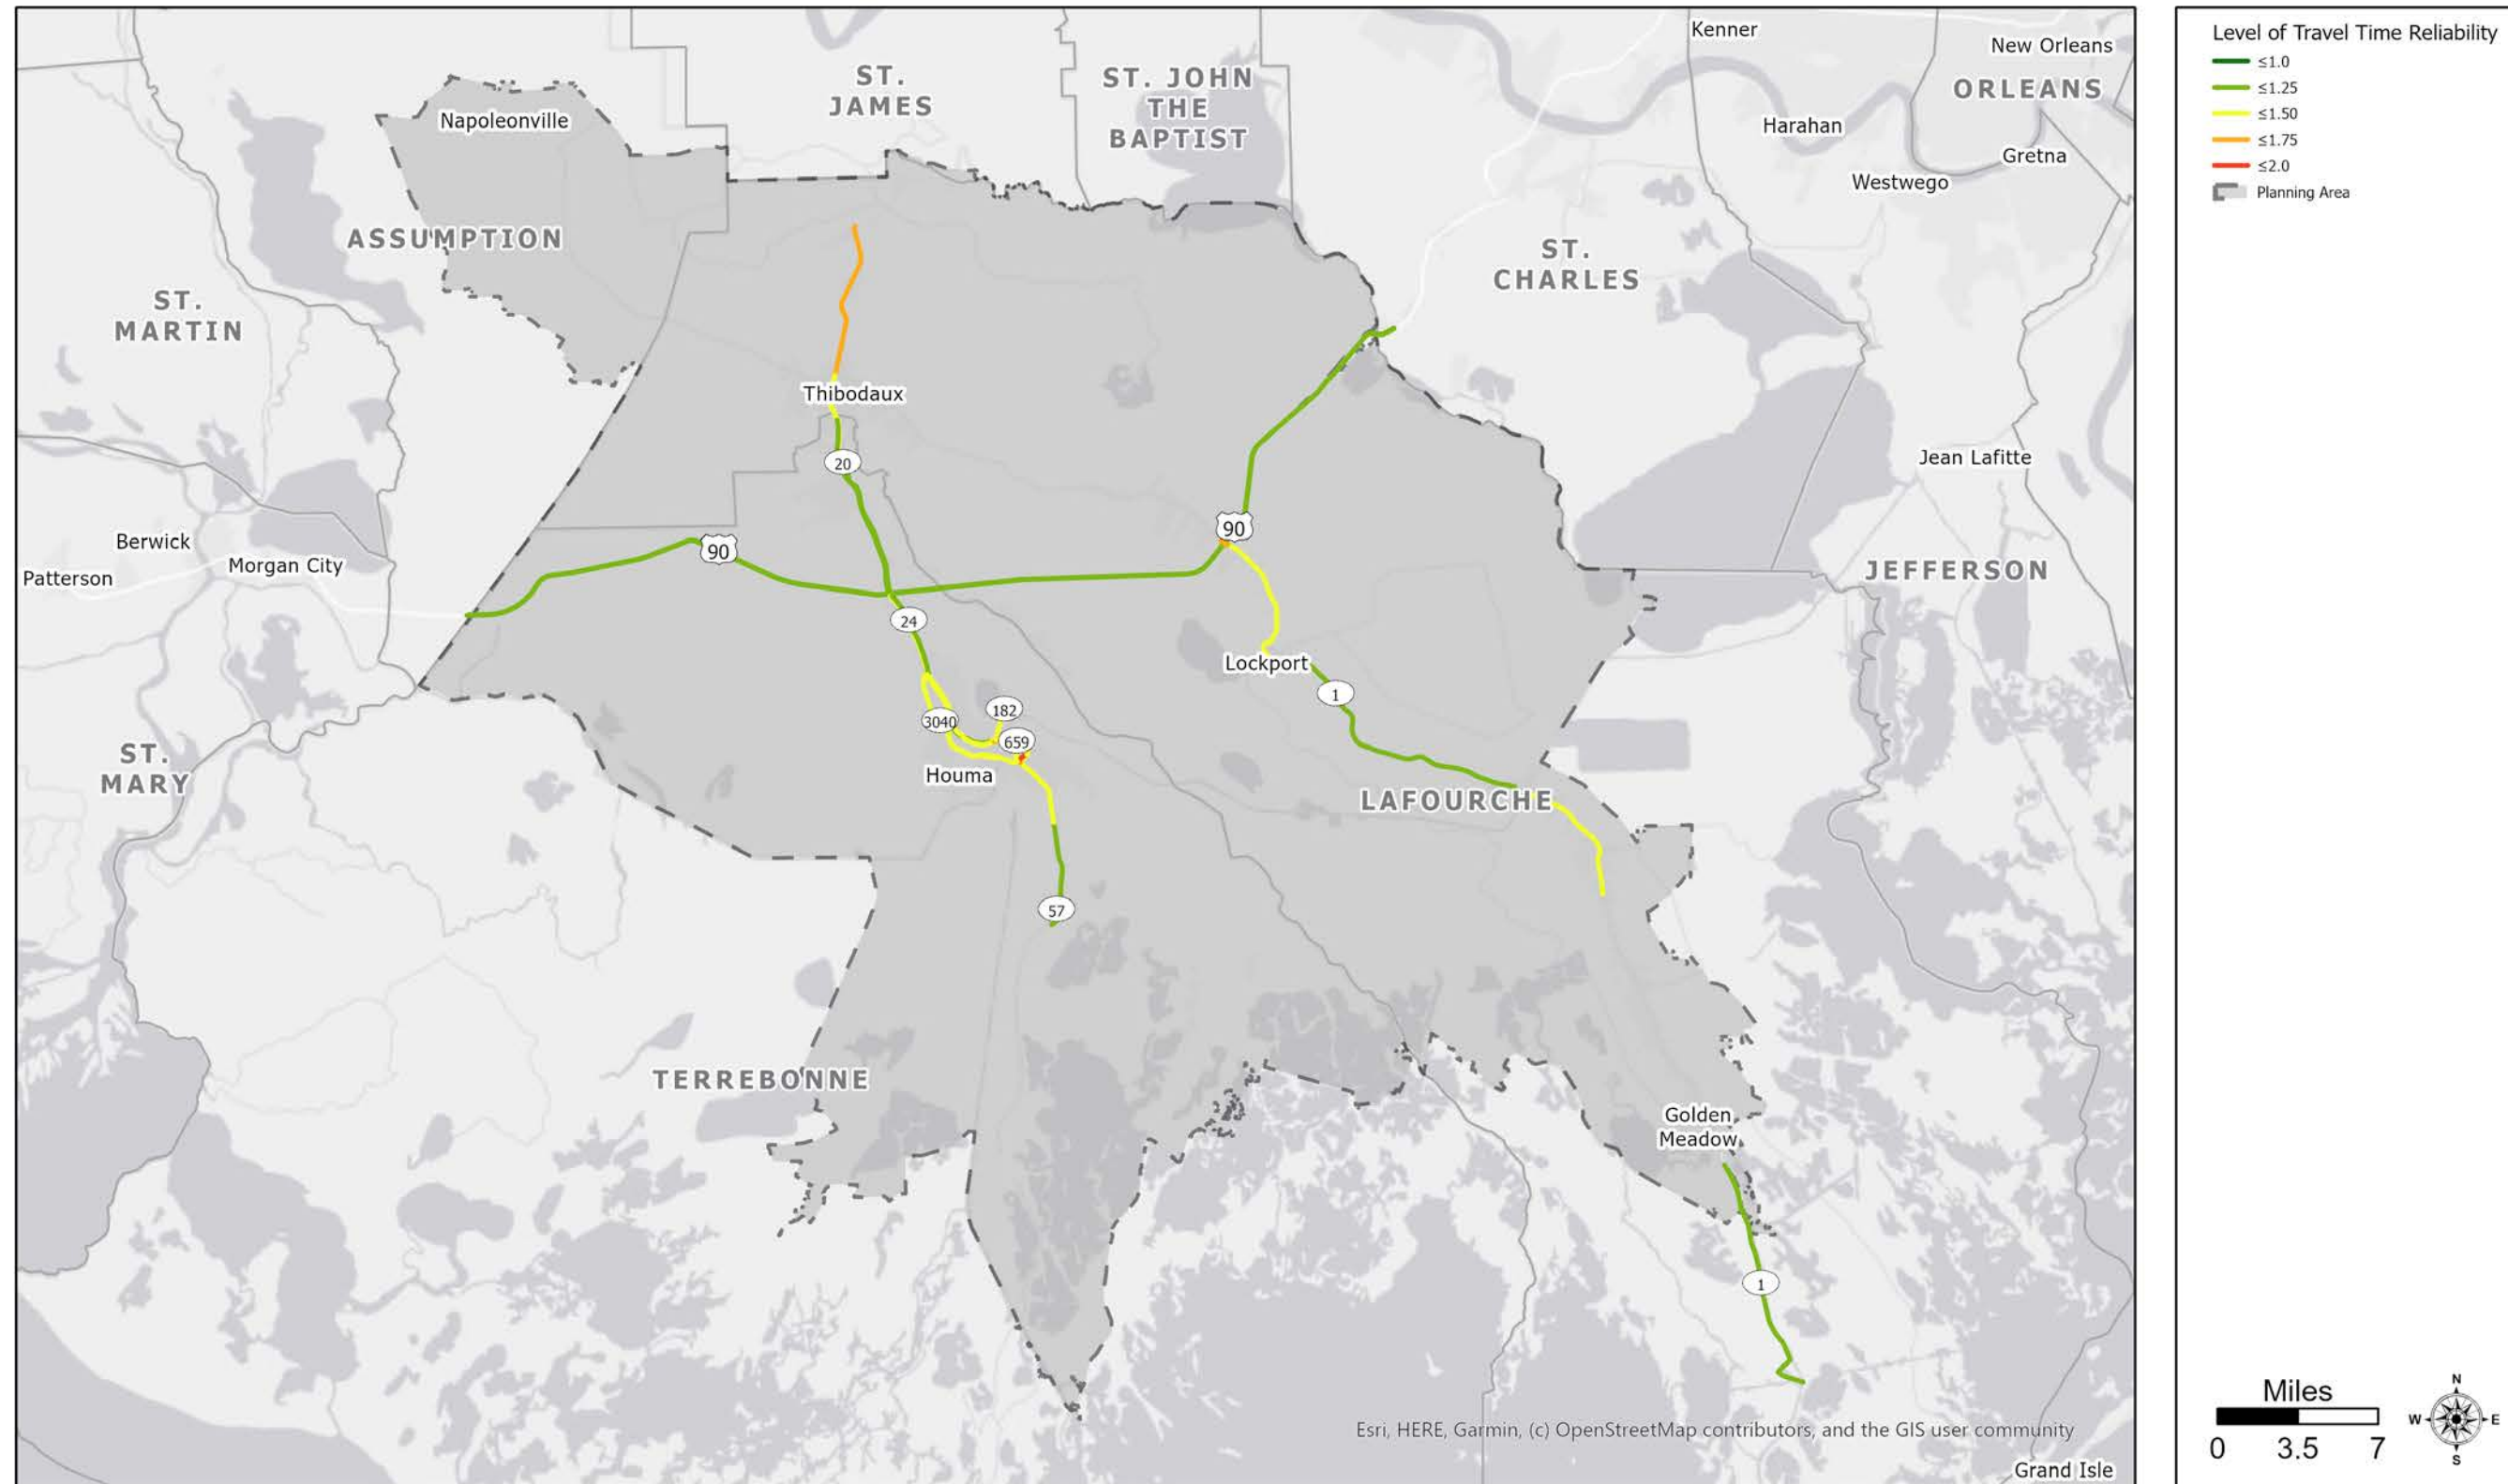 Kenner
New Orleans
ST.
JAMES
ST. JOHN
THE
BAPTIST
ORLEANS
Napoleonville
Harahan
Gretna
Westwego
ASSUMPTION
ST.
CHARLES
ST.
MARTIN
Thibodaux
20
Jean Lafitte
90
90
Berwick
Morgan City
Patterson
JEFFERSON
24
Lockport
1
182
3040
659
Houma
ST.
MARY
LAFOURCHE
57
TERREBONNE
Golden
Meadow
1
Esri, HERE, Garmin, (c) OpenStreetMap contributors, and the GIS user community
Grand Isle
Level of Travel Time Reliability
≤1.0
≤1.25
≤1.50
≤1.75
≤2.0
Planning Area
Miles
0 3.5 7
N
W E
S